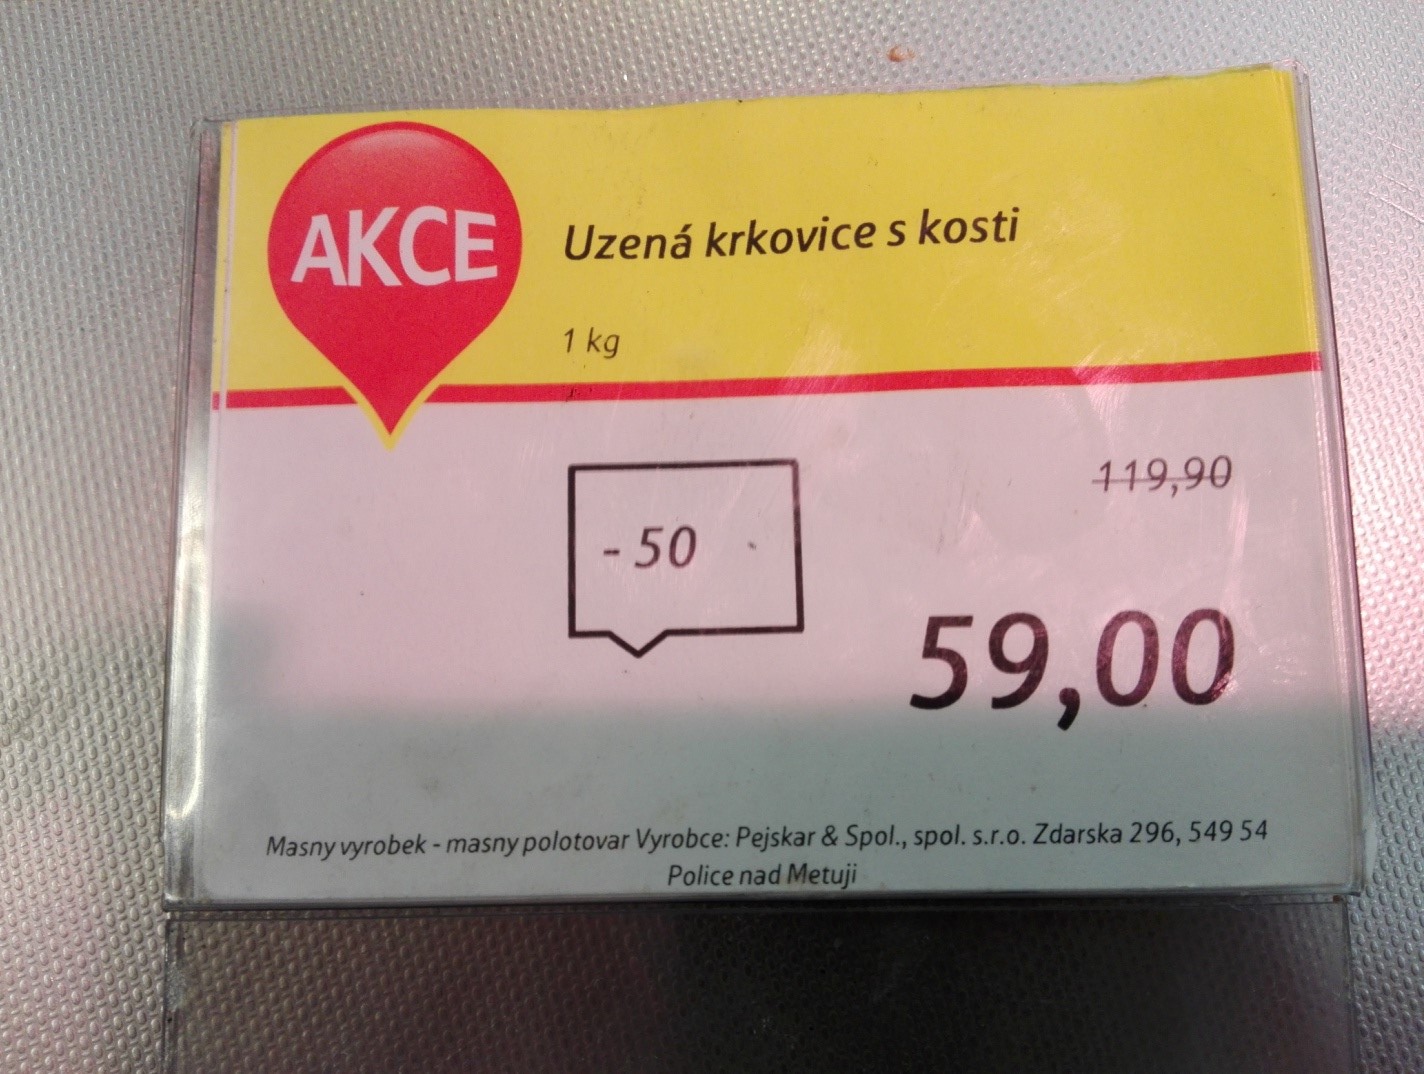 AKCE
Uzená krkovice s kosti
1 kg
119,90
- 50
59,00
Masny vyrobek - masny polotovar Vyrobce: Pejskar & Spol., spol. s.r.o. Zdarska 296, 549 54
Police nad Metuji